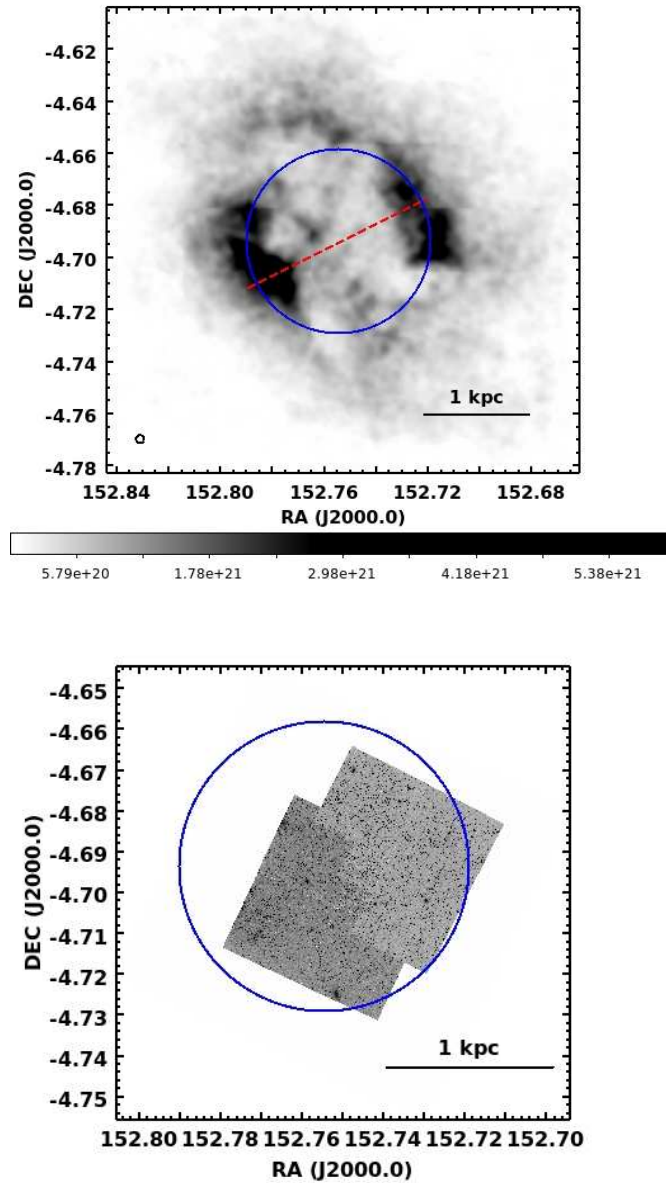 -4.62
-4.64
-4.66
-4.68
-4.70
-4.72
-4.74
-4.76
-4.78
DEC (J2000.0)
1 kpc
152.84 152.80 152.76 152.72 152.68
RA (J2000.0)
5.79e+20 1.78e+21 2.98e+21 4.18e+21 5.38e+21
-4.65
-4.66
-4.67
-4.68
-4.69
-4.70
-4.71
-4.72
-4.73
-4.74
-4.75
DEC (J2000.0)
1 kpc
152.80 152.78 152.76 152.74 152.72 152.70
RA (J2000.0)